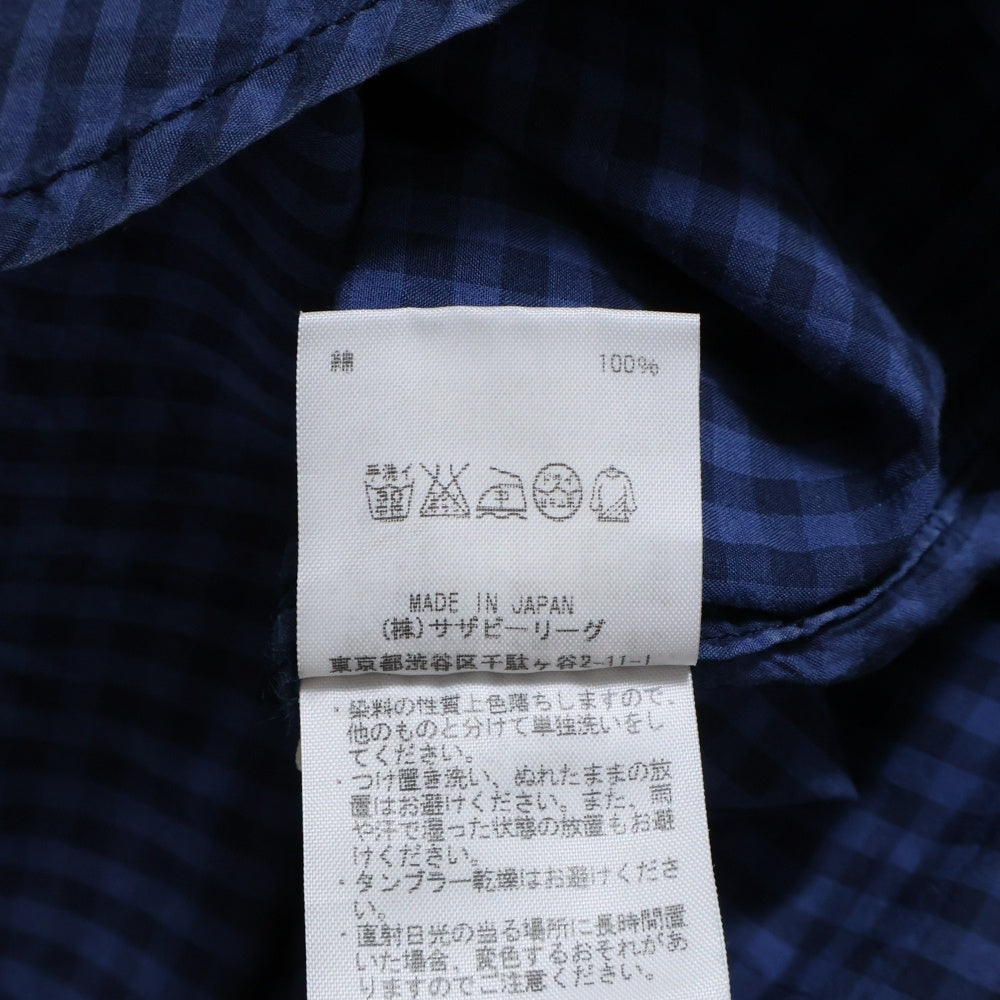 綿 100%
手洗イ
中
MADE IN JAPAN
(株)サザビーリーグ
東京都渋谷区千駄ヶ谷2-11-1
・染料の性質上色落ちしますので、
他のものと分けて単独洗いをし
てください。
・つけ置き洗い、ぬれたままの放
置はお避けください。また、雨
や汗で湿った状態の放置もお避
けください。
・タンブラー乾燥はお避けくださ
い。
・直射日光の当る場所に長時間置
いた場合、変色するおそれがあ
りますのでご注意ください。